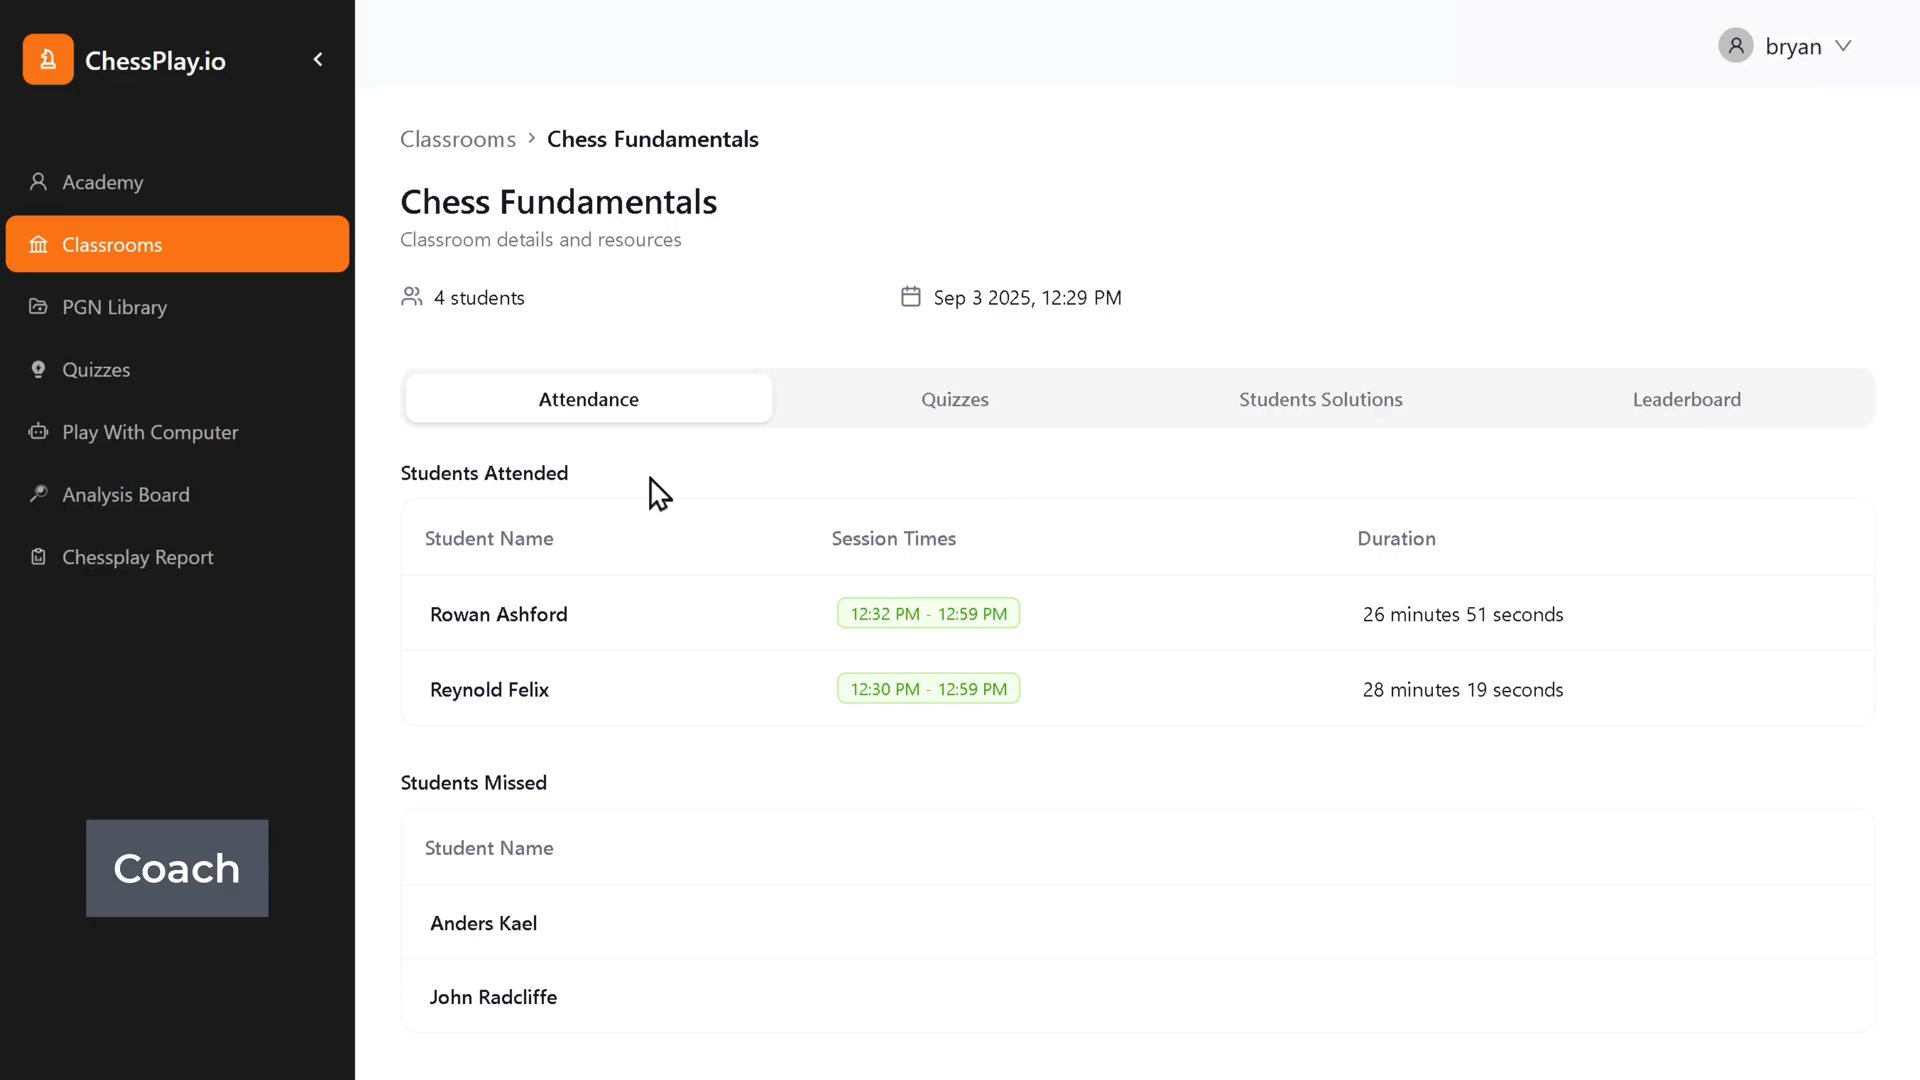 ChessPlay.io
bryan
Academy
Classrooms
PGN Library
Quizzes
Play With Computer
Analysis Board
Chessplay Report
Coach
Classrooms > Chess Fundamentals
Chess Fundamentals
Classroom details and resources
4 students
Sep 3 2025, 12:29 PM
Attendance Quizzes Students Solutions Leaderboard
Students Attended
Student Name Session Times Duration
Rowan Ashford 12:32 PM - 12:59 PM 26 minutes 51 seconds
Reynold Felix 12:30 PM - 12:59 PM 28 minutes 19 seconds
Students Missed
Student Name
Anders Kael
John Radcliffe